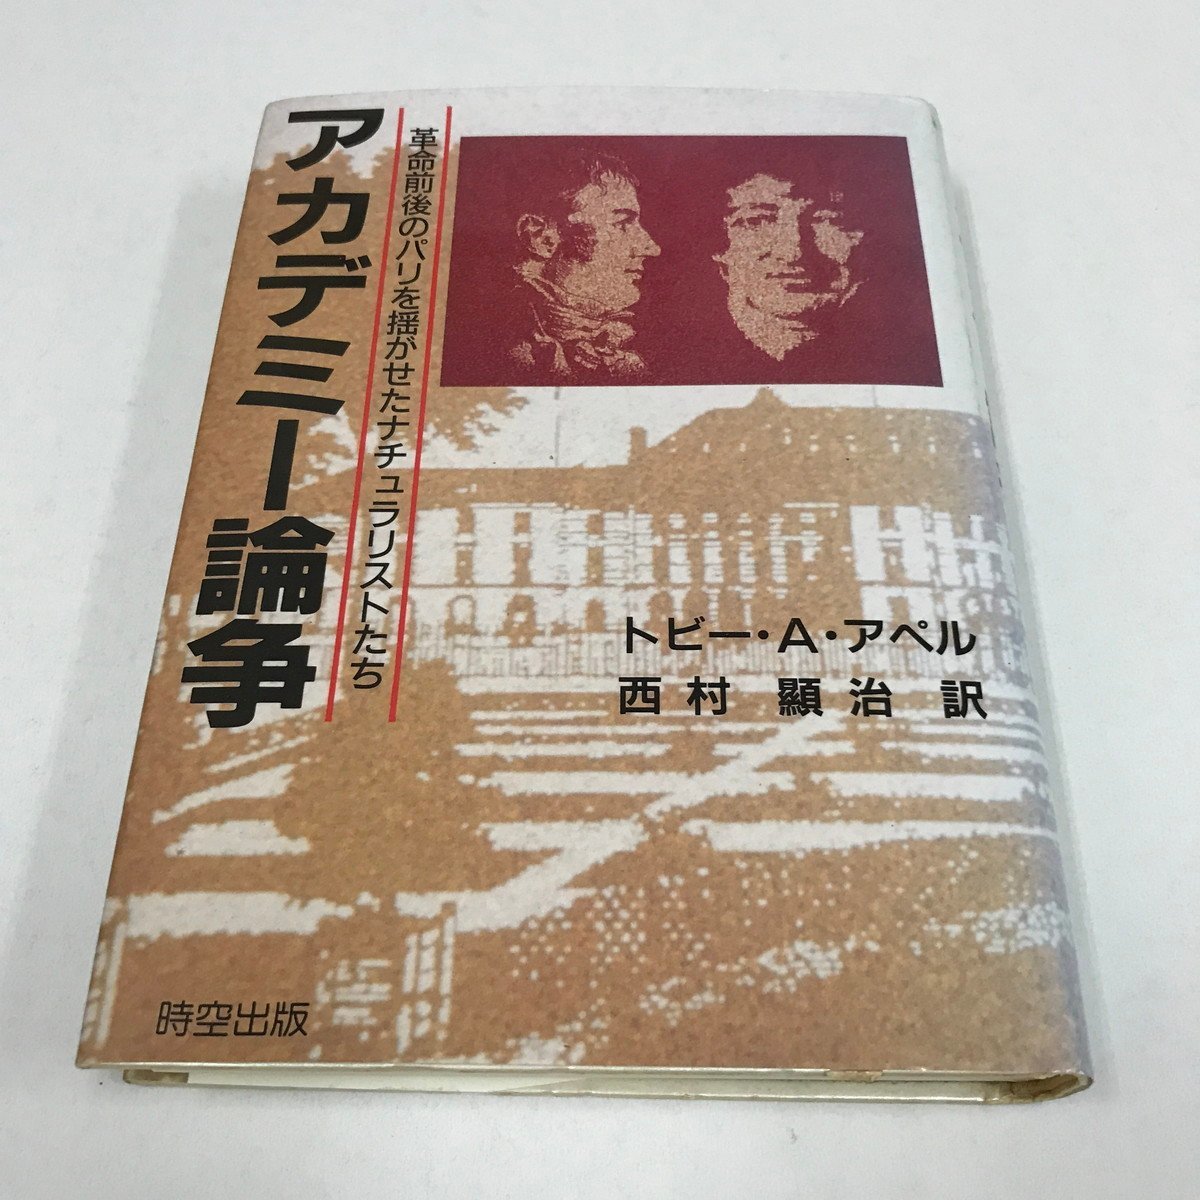 アカデミー論争
革命前後のパリを揺がせたナチュラリストたち
トビー・A・アペル
西村 顯治 訳
時空出版